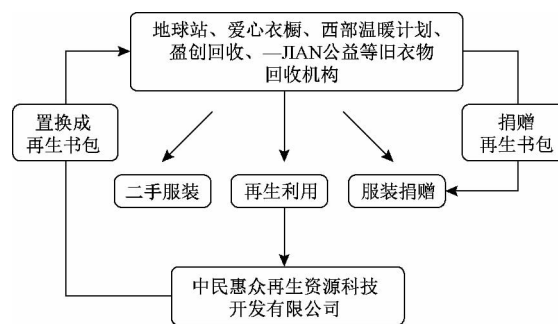 地球站、爱心衣橱、西部温暖计划、
盈创回收、—JIAN公益等旧衣物
回收机构
置换成
再生书包
捐赠
再生书包
二手服装
再生利用
服装捐赠
中民惠众再生资源科技
开发有限公司